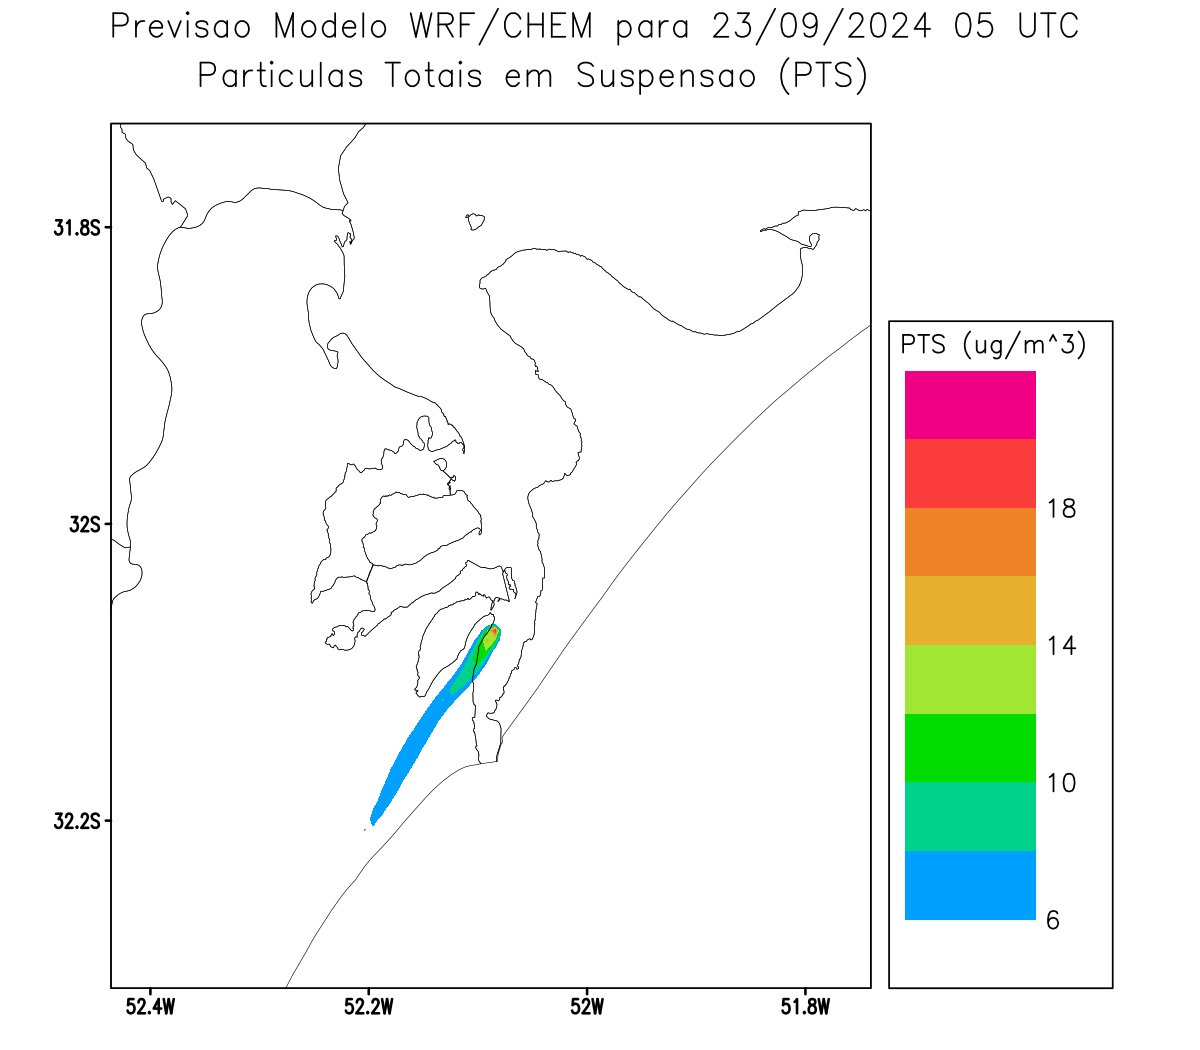 Previsao Modelo WRF/CHEM para 23/09/2024 05 UTC
Particulas Totais em Suspensao (PTS)
31.8S
32S
32.2S
52.4W
52.2W
52W
51.8W
PTS (ug/m^3)
18
14
10
6